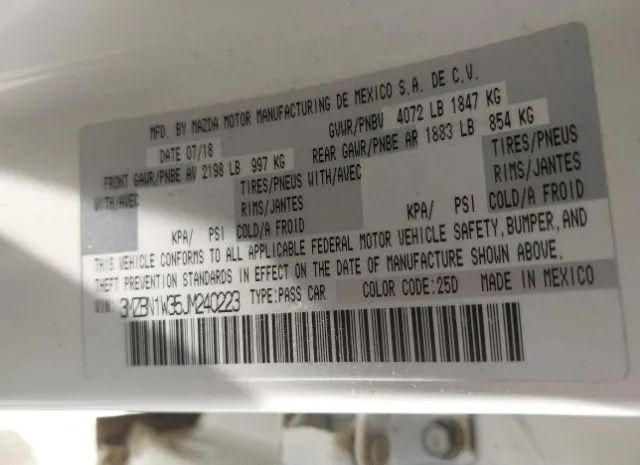 MFD. BY MAZDA MOTOR MANUFACTURING DE MEXICO S.A. DE C.V.
DATE 07/18 GVWR/PNBV 4072 LB 1847 KG
FRONT GAWR/PNBE AV 2198 LB 997 KG REAR GAWR/PNBE AR 1883 LB 854 KG
WITH/AVEC TIRES/PNEUS WITH/AVEC TIRES/PNEUS
RIMS/JANTES RIMS/JANTES
KPA/ PSI COLD/A FROID KPA/ PSI COLD/A FROID
THIS VEHICLE CONFORMS TO ALL APPLICABLE FEDERAL MOTOR VEHICLE SAFETY, BUMPER, AND
THEFT PREVENTION STANDARDS IN EFFECT ON THE DATE OF MANUFACTURE SHOWN ABOVE.
VIN: 3MZBN1W35JM240223 TYPE:PASS CAR COLOR CODE:25D MADE IN MEXICO